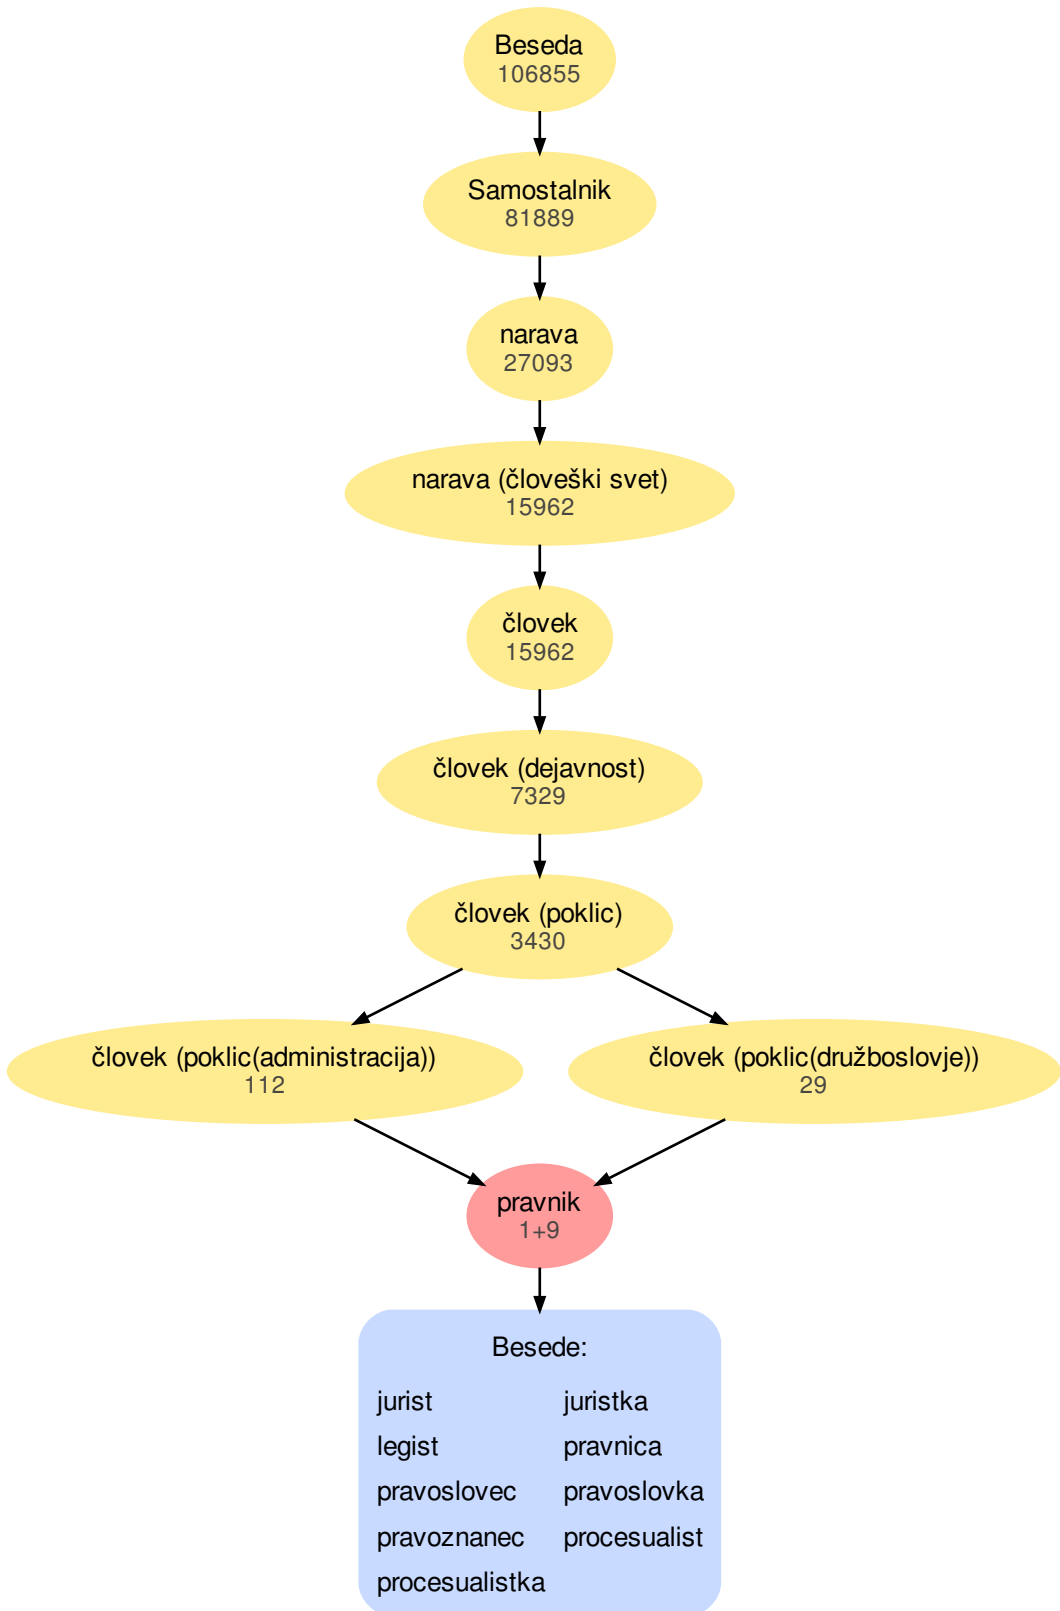 Beseda
106855
Samostalnik
81889
narava
27093
narava (človeški svet)
15962
človek
15962
človek (dejavnost)
7329
človek (poklic)
3430
človek (poklic(administracija))
112
človek (poklic(družboslovje))
29
pravnik
1+9
Besede:
jurist juristka
legist pravnica
pravoslovec pravoslovka
pravoznanec procesualist
procesualistka